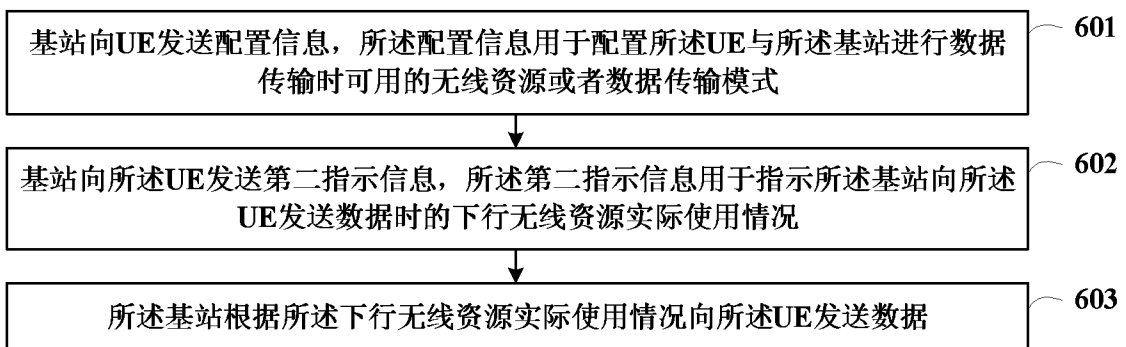 基站向UE发送配置信息，所述配置信息用于配置所述UE与所述基站进行数据
传输时可用的无线资源或者数据传输模式
601
基站向所述UE发送第二指示信息，所述第二指示信息用于指示所述基站向所述
UE发送数据时的下行无线资源实际使用情况
602
所述基站根据所述下行无线资源实际使用情况向所述UE发送数据
603